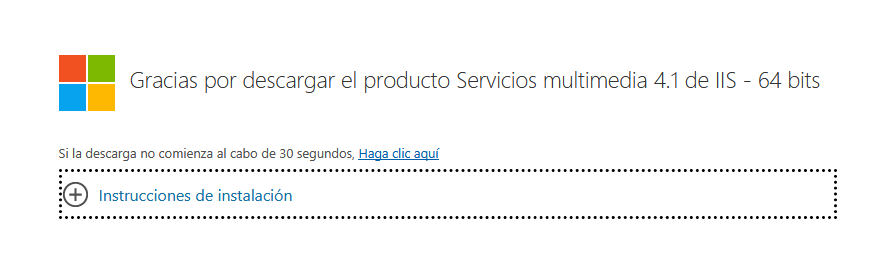 Gracias por descargar el producto Servicios multimedia 4.1 de IIS - 64 bits
Si la descarga no comienza al cabo de 30 segundos, Haga clic aquí
Instrucciones de instalación